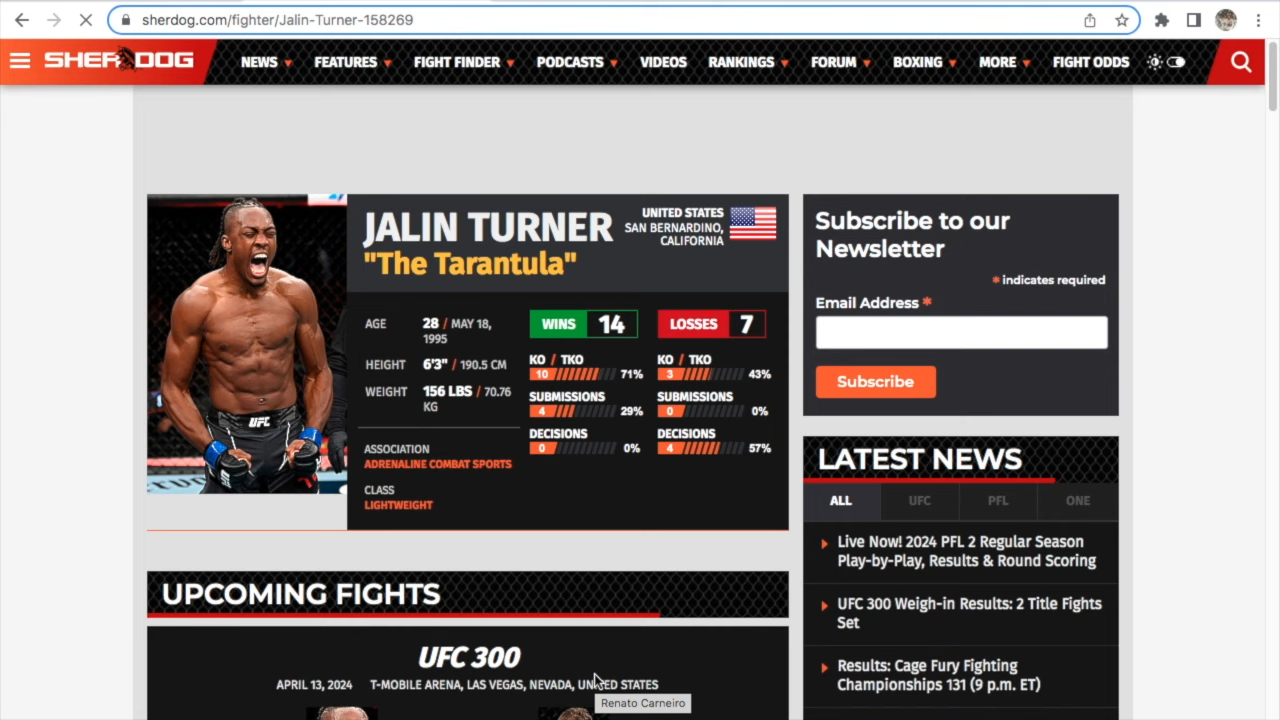 sherdog.com/fighter/Jalin-Turner-158269
SHERDOG
NEWS FEATURES FIGHT FINDER PODCASTS VIDEOS RANKINGS FORUM BOXING MORE FIGHT ODDS
JALIN TURNER
"The Tarantula"
UNITED STATES
SAN BERNARDINO,
CALIFORNIA
AGE 28 / MAY 18,
1995
HEIGHT 6'3" / 190.5 CM
WEIGHT 156 LBS / 70.76
KG
ASSOCIATION
ADRENALINE COMBAT SPORTS
CLASS
LIGHTWEIGHT
WINS 14
KO / TKO
10 71%
SUBMISSIONS
4 29%
DECISIONS
0 0%
LOSSES 7
KO / TKO
3 43%
SUBMISSIONS
0 0%
DECISIONS
4 57%
UFC
UPCOMING FIGHTS
UFC 300
APRIL 13, 2024 T-MOBILE ARENA, LAS VEGAS, NEVADA, UNITED STATES
Renato Carneiro
Subscribe to our
Newsletter
* indicates required
Email Address *
Subscribe
LATEST NEWS
ALL UFC PFL ONE
Live Now! 2024 PFL 2 Regular Season
Play-by-Play, Results & Round Scoring
UFC 300 Weigh-in Results: 2 Title Fights
Set
Results: Cage Fury Fighting
Championships 131 (9 p.m. ET)